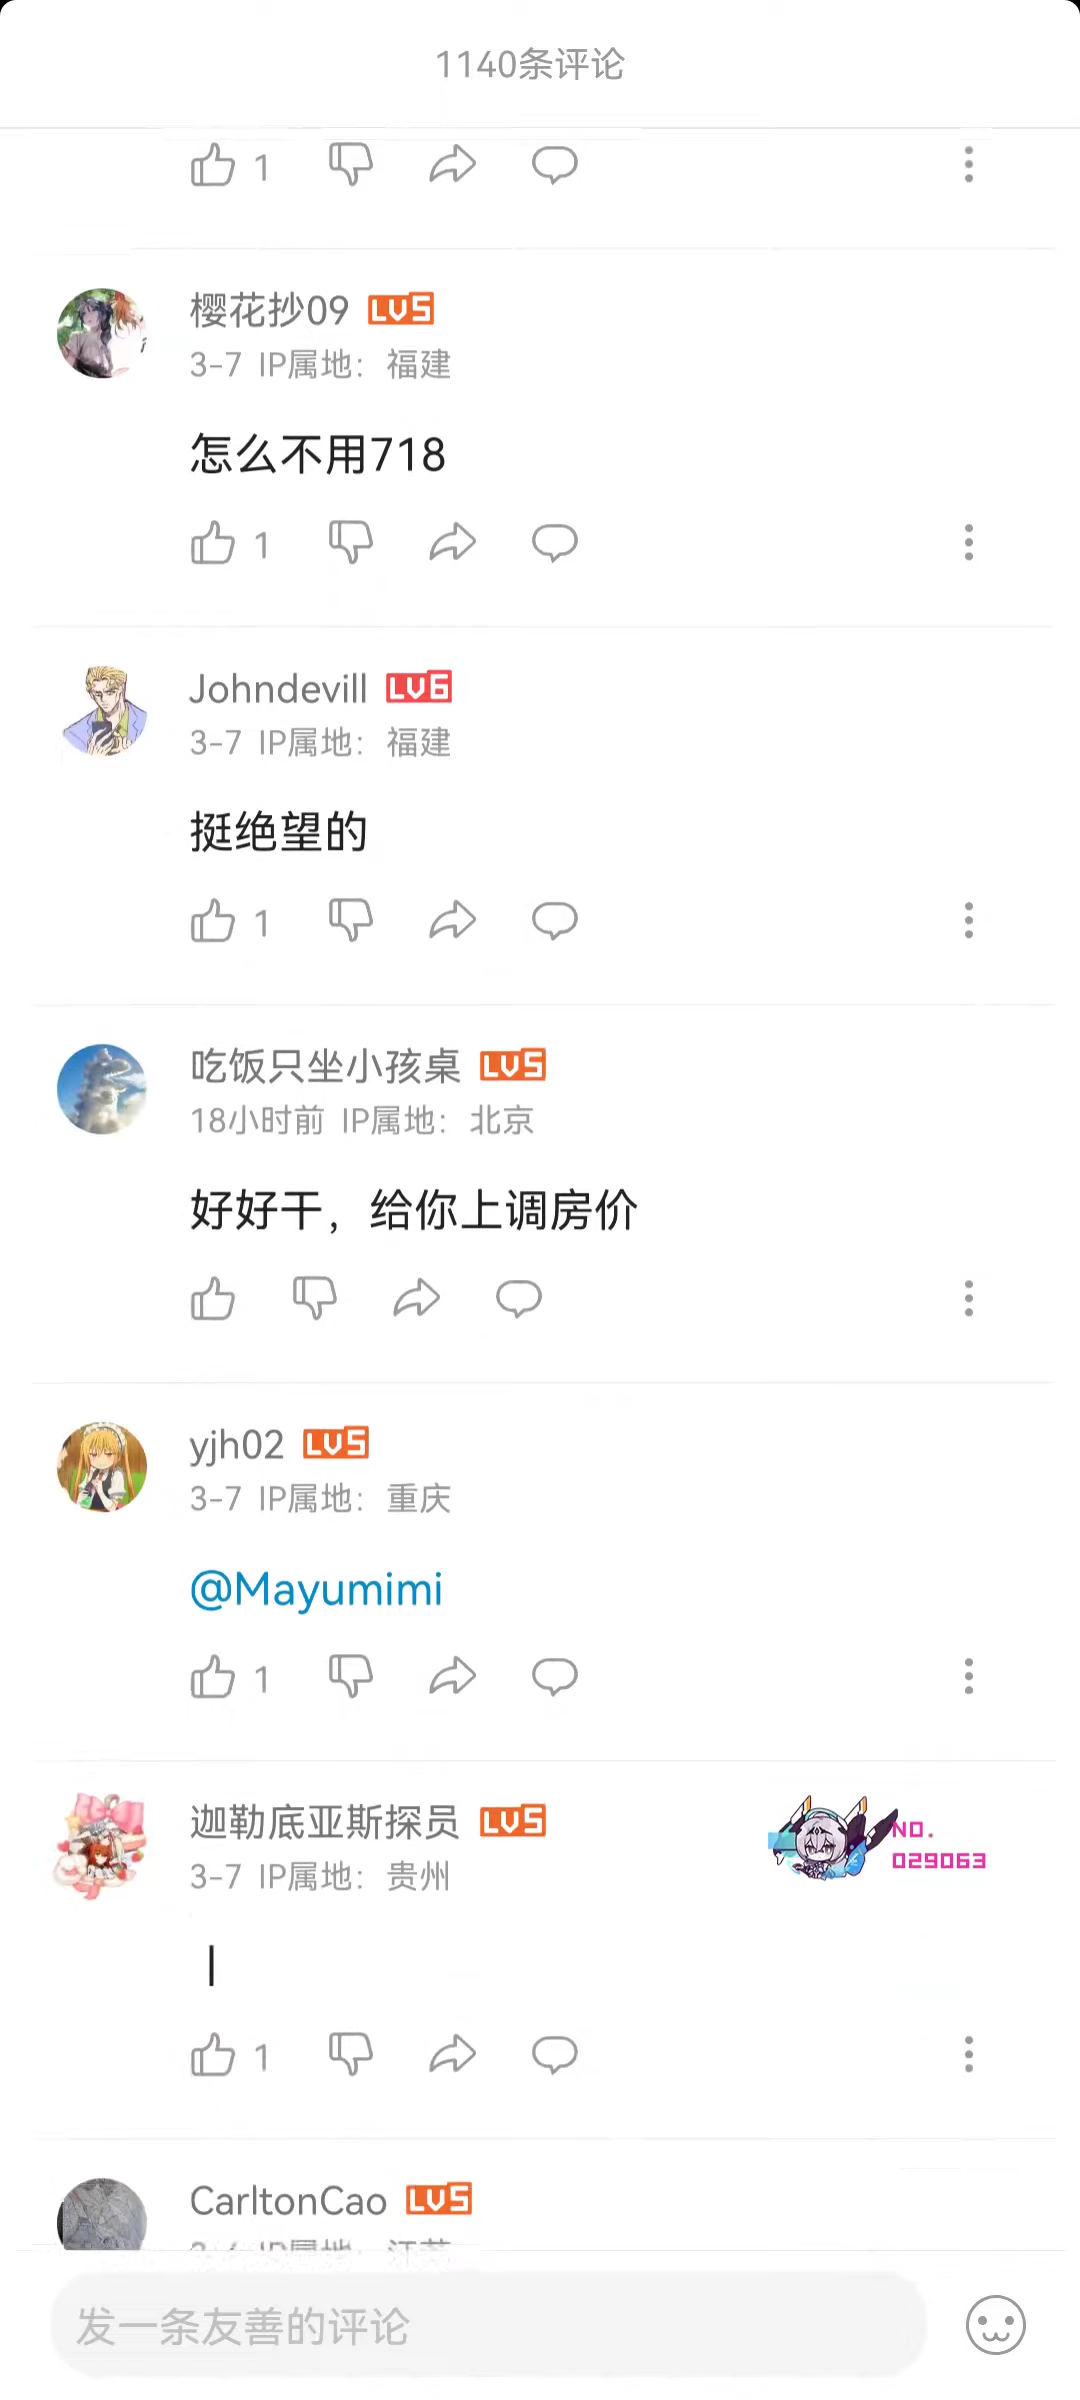 1140条评论
1
樱花抄09 LV5
3-7 IP属地：福建
怎么不用718
1
Johndevill LV6
3-7 IP属地：福建
挺绝望的
1
吃饭只坐小孩桌 LV5
18小时前 IP属地：北京
好好干，给你上调房价
yjh02 LV5
3-7 IP属地：重庆
@Mayumimi
1
迦勒底亚斯探员 LV5
NO.
029063
3-7 IP属地：贵州
|
1
CarltonCao LV5
发一条友善的评论